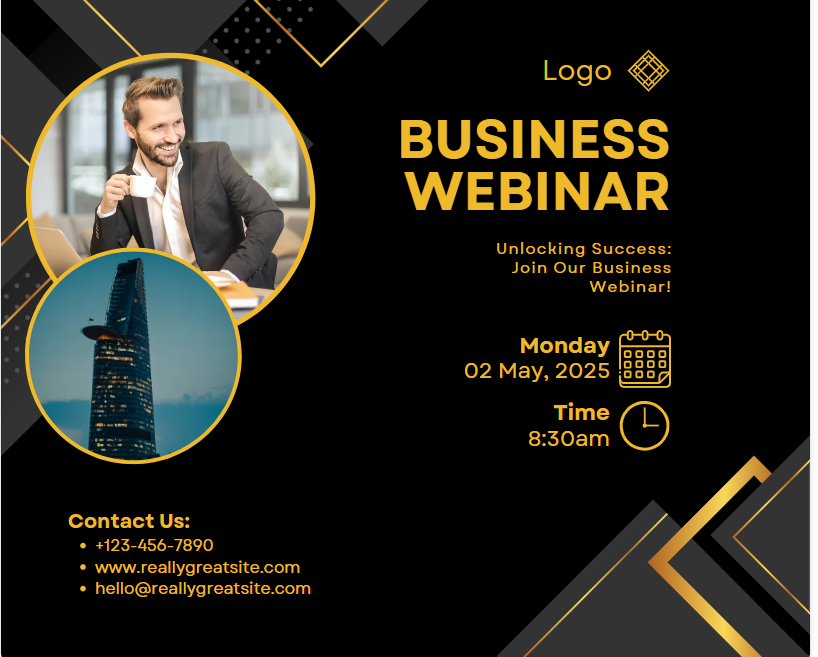 Logo
BUSINESS
WEBINAR
Unlocking Success:
Join Our Business
Webinar!
Monday
02 May, 2025
Time
8:30am
Contact Us:
• +123-456-7890
• www.reallygreatsite.com
• hello@reallygreatsite.com